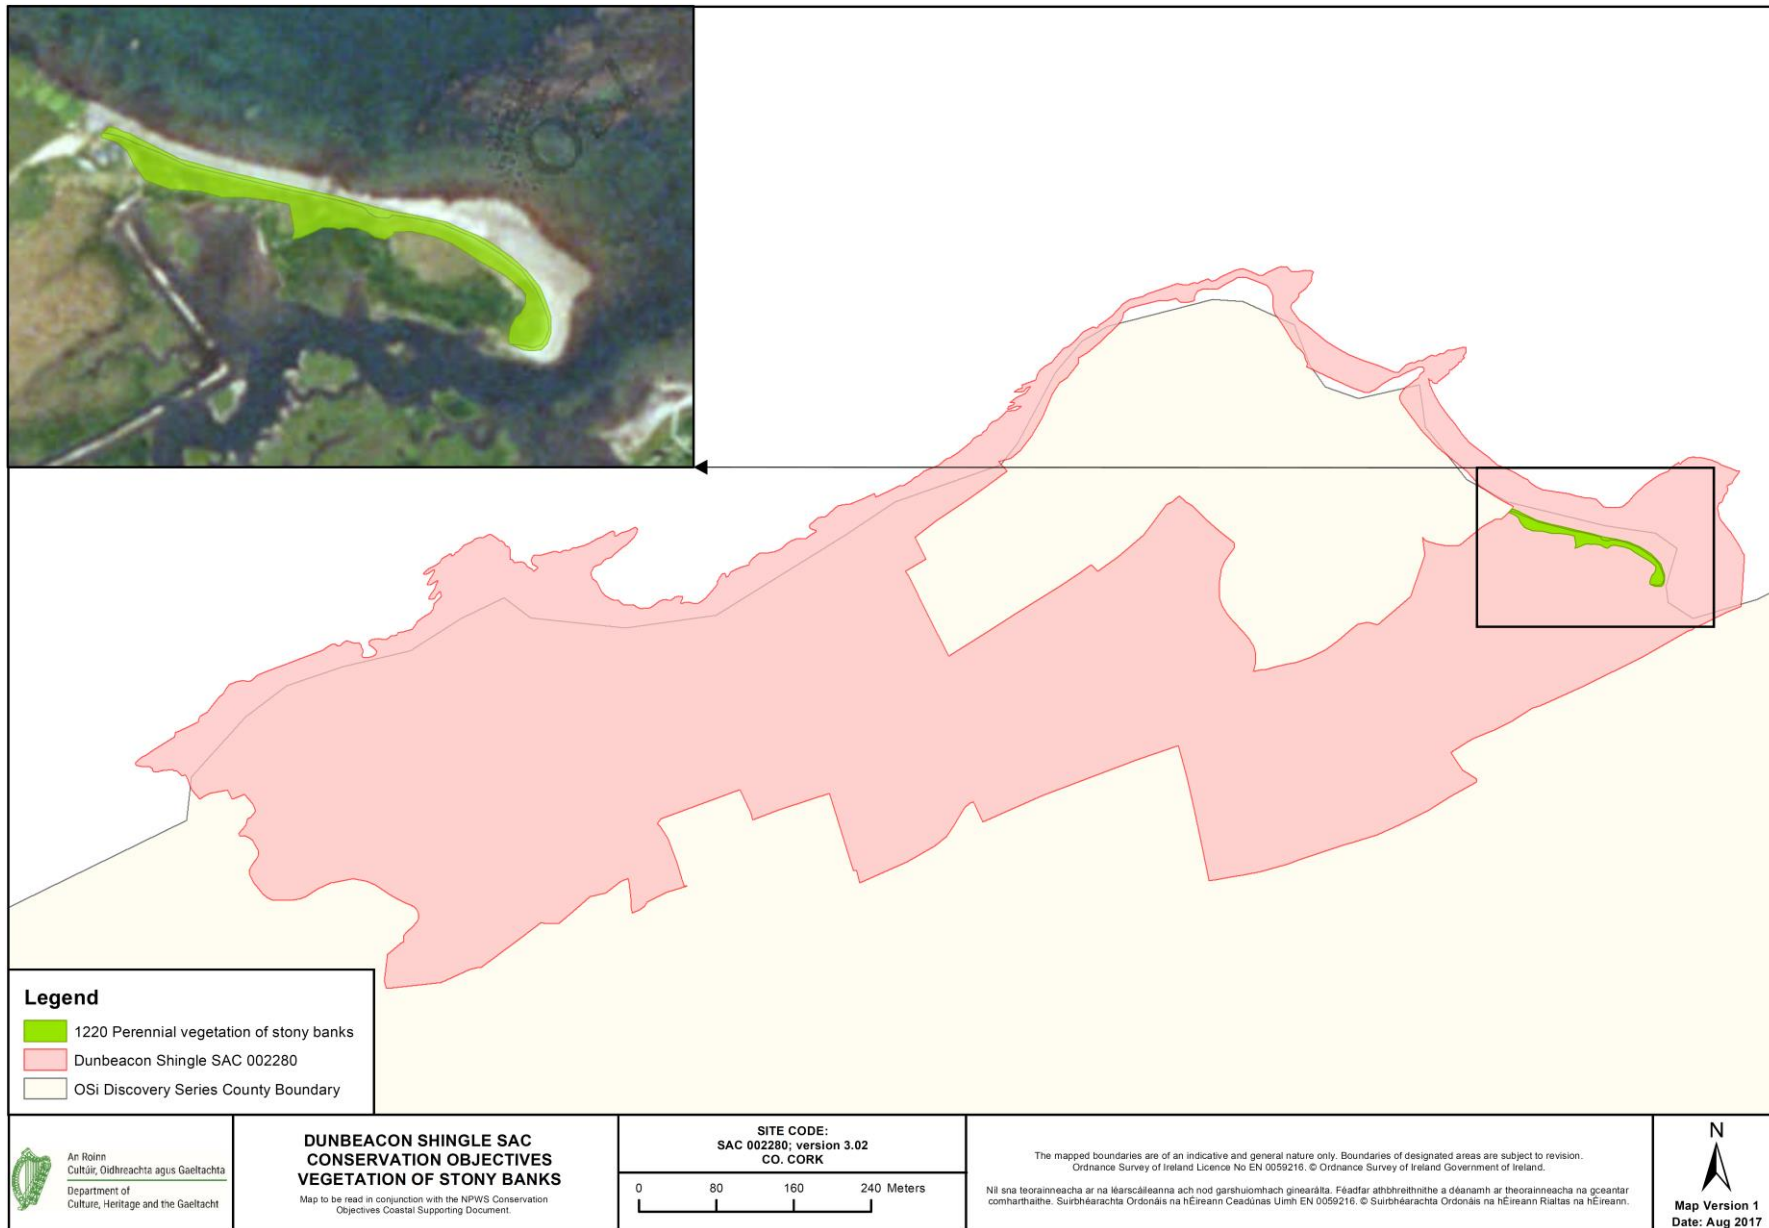 Legend
1220 Perennial vegetation of stony banks
Dunbeacon Shingle SAC 002280
OSi Discovery Series County Boundary
An Roinn
Cultúir, Oidhreachta agus Gaeltachta
Department of
Culture, Heritage and the Gaeltacht
DUNBEACON SHINGLE SAC
CONSERVATION OBJECTIVES
VEGETATION OF STONY BANKS
Map to be read in conjunction with the NPWS Conservation
Objectives Coastal Supporting Document.
SITE CODE:
SAC 002280; version 3.02
CO. CORK
0 80 160 240 Meters
The mapped boundaries are of an indicative and general nature only. Boundaries of designated areas are subject to revision.
Ordnance Survey of Ireland Licence No EN 0059216. © Ordnance Survey of Ireland Government of Ireland.
Níl sna teorainneacha ar na léarscáileanna ach nod garshuiomhach ginearálta. Féadfar athbhreithnithe a déanamh ar theorainneacha na gceantar
comharthaithe. Suirbhéarachta Ordonáis na hÉireann Ceadúnas Uimh EN 0059216. © Suirbhéarachta Ordonáis na hÉireann Rialtas na hÉireann.
N
Map Version 1
Date: Aug 2017